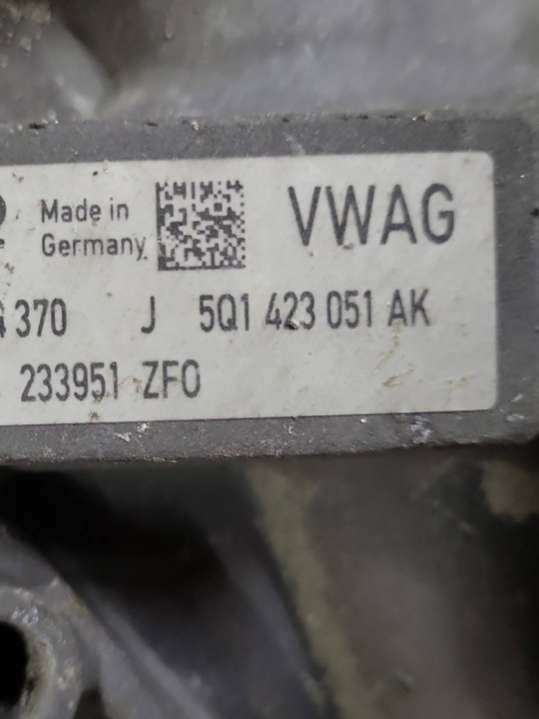 Made in
Germany
VWAG
370 J 5Q1 423 051 AK
233951 ZFO